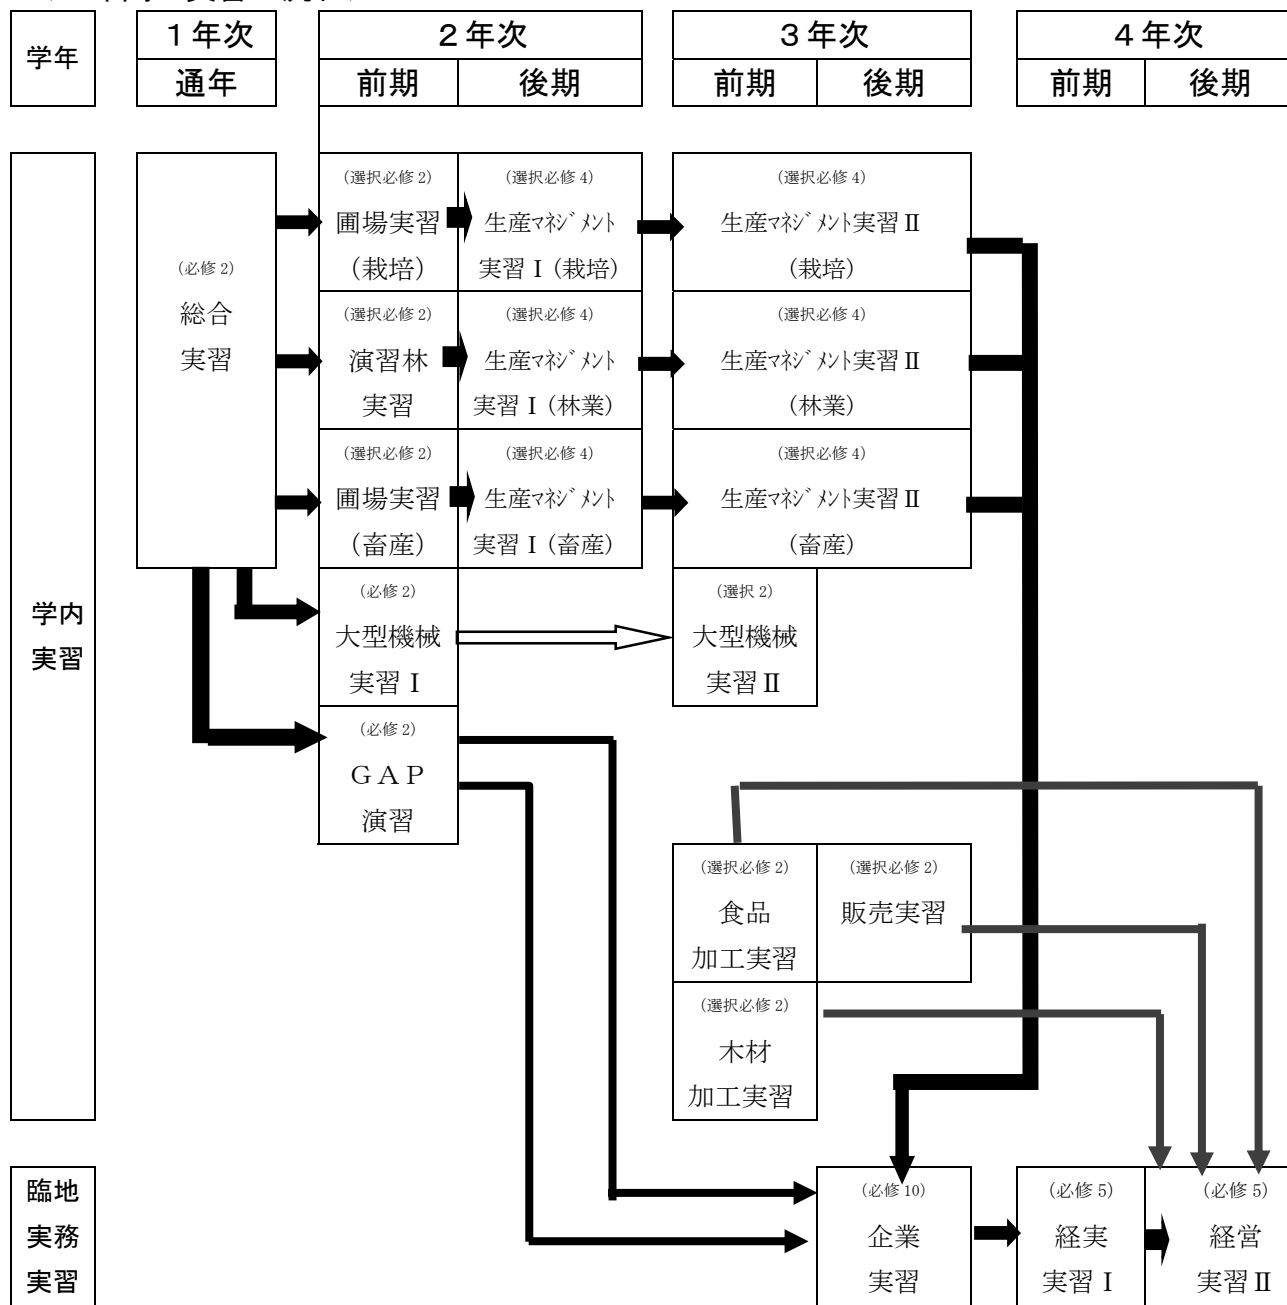 学年
１年次
２年次
３年次
４年次
通年
前期
後期
前期
後期
前期
後期
学内
実習
（必修 2）
総合
実習
（選択必修 2）
圃場実習
（栽培）
（選択必修 4）
生産ﾏﾈｼﾞﾒﾝﾄ
実習Ⅰ（栽培）
（選択必修 4）
生産ﾏﾈｼﾞﾒﾝﾄ実習Ⅱ
（栽培）
（選択必修 2）
演習林
実習
（選択必修 4）
生産ﾏﾈｼﾞﾒﾝﾄ
実習Ⅰ（林業）
（選択必修 4）
生産ﾏﾈｼﾞﾒﾝﾄ実習Ⅱ
（林業）
（選択必修 2）
圃場実習
（畜産）
（選択必修 4）
生産ﾏﾈｼﾞﾒﾝﾄ
実習Ⅰ（畜産）
（選択必修 4）
生産ﾏﾈｼﾞﾒﾝﾄ実習Ⅱ
（畜産）
（必修 2）
大型機械
実習Ⅰ
（選択 2）
大型機械
実習Ⅱ
（必修 2）
ＧＡＰ
演習
（選択必修 2）
食品
加工実習
（選択必修 2）
販売実習
（選択必修 2）
木材
加工実習
臨地
実務
実習
（必修 10）
企業
実習
（必修 5）
経実
実習Ⅰ
（必修 5）
経営
実習Ⅱ